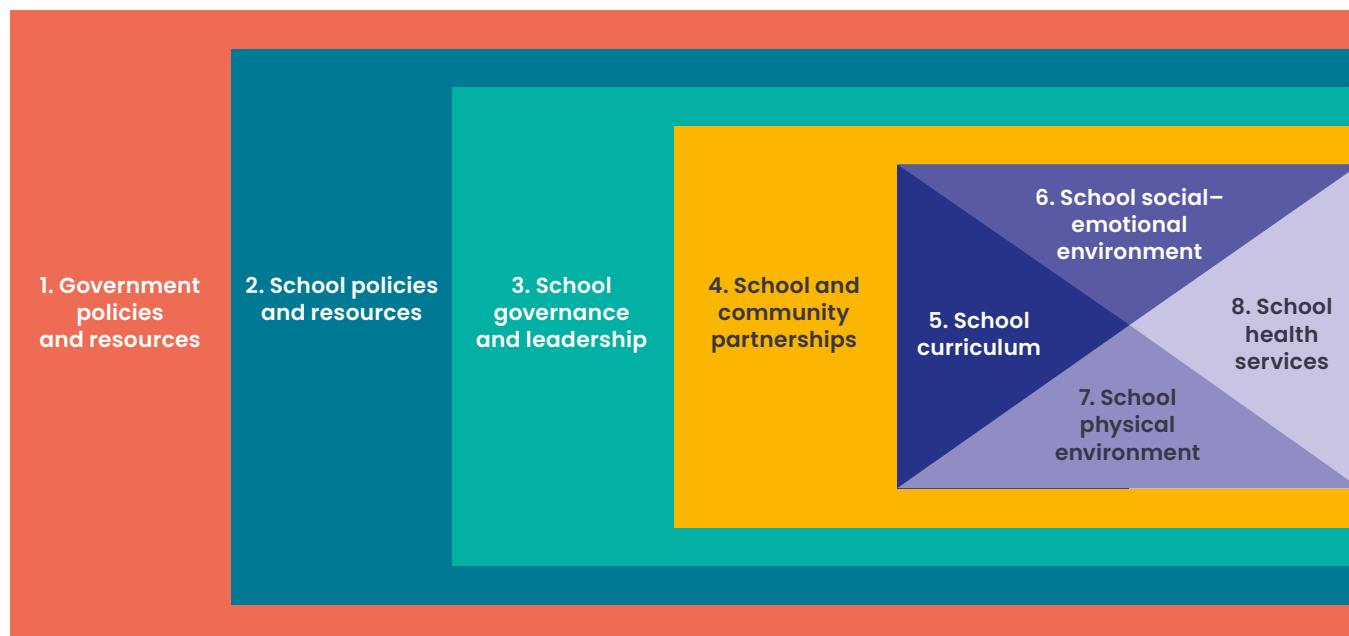 1. Government
policies
and resources
2. School policies
and resources
3. School
governance
and leadership
4. School and
community
partnerships
5. School
curriculum
6. School social–
emotional
environment
7. School
physical
environment
8. School
health
services